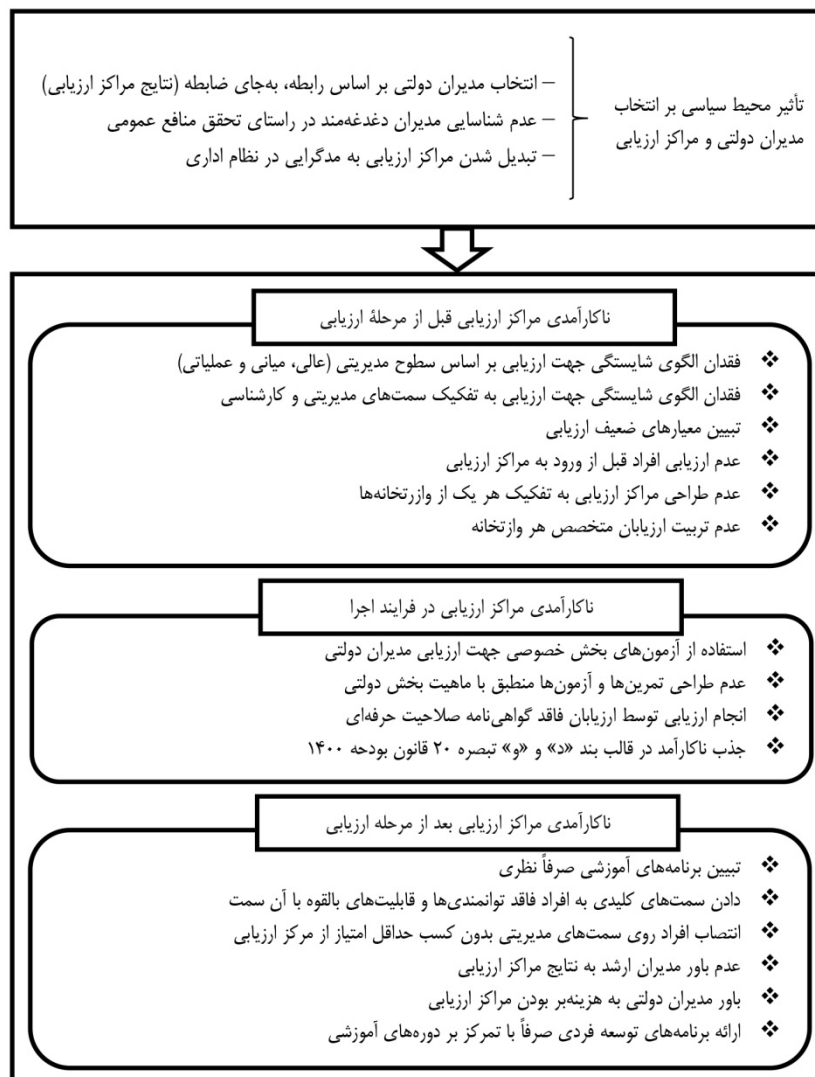 تأثیر محیط سیاسی بر انتخاب
مدیران دولتی و مراکز ارزیابی
– انتخاب مدیران دولتی بر اساس رابطه، به‌جای ضابطه (نتایج مراکز ارزیابی)
– عدم شناسایی مدیران دغدغه‌مند در راستای تحقق منافع عمومی
– تبدیل شدن مراکز ارزیابی به مدگرایی در نظام اداری
ناکارآمدی مراکز ارزیابی قبل از مرحلهٔ ارزیابی
❖ فقدان الگوی شایستگی جهت ارزیابی بر اساس سطوح مدیریتی (عالی، میانی و عملیاتی)
❖ فقدان الگوی شایستگی جهت ارزیابی به تفکیک سمت‌های مدیریتی و کارشناسی
❖ تبیین معیارهای ضعیف ارزیابی
❖ عدم ارزیابی افراد قبل از ورود به مراکز ارزیابی
❖ عدم طراحی مراکز ارزیابی به تفکیک هر یک از وازرتخانه‌ها
❖ عدم تربیت ارزیابان متخصص هر وازتخانه
ناکارآمدی مراکز ارزیابی در فرایند اجرا
❖ استفاده از آزمون‌های بخش خصوصی جهت ارزیابی مدیران دولتی
❖ عدم طراحی تمرین‌ها و آزمون‌ها منطبق با ماهیت بخش دولتی
❖ انجام ارزیابی توسط ارزیابان فاقد گواهی‌نامه صلاحیت حرفه‌ای
❖ جذب ناکارآمد در قالب بند «د» و «و» تبصره ۲۰ قانون بودجه ۱۴۰۰
ناکارآمدی مراکز ارزیابی بعد از مرحله ارزیابی
❖ تبیین برنامه‌های آموزشی صرفاً نظری
❖ دادن سمت‌های کلیدی به افراد فاقد توانمندی‌ها و قابلیت‌های بالقوه با آن سمت
❖ انتصاب افراد روی سمت‌های مدیریتی بدون کسب حداقل امتیاز از مرکز ارزیابی
❖ عدم باور مدیران ارشد به نتایج مراکز ارزیابی
❖ باور مدیران دولتی به هزینه‌بر بودن مراکز ارزیابی
❖ ارائه برنامه‌های توسعه فردی صرفاً با تمرکز بر دوره‌های آموزشی